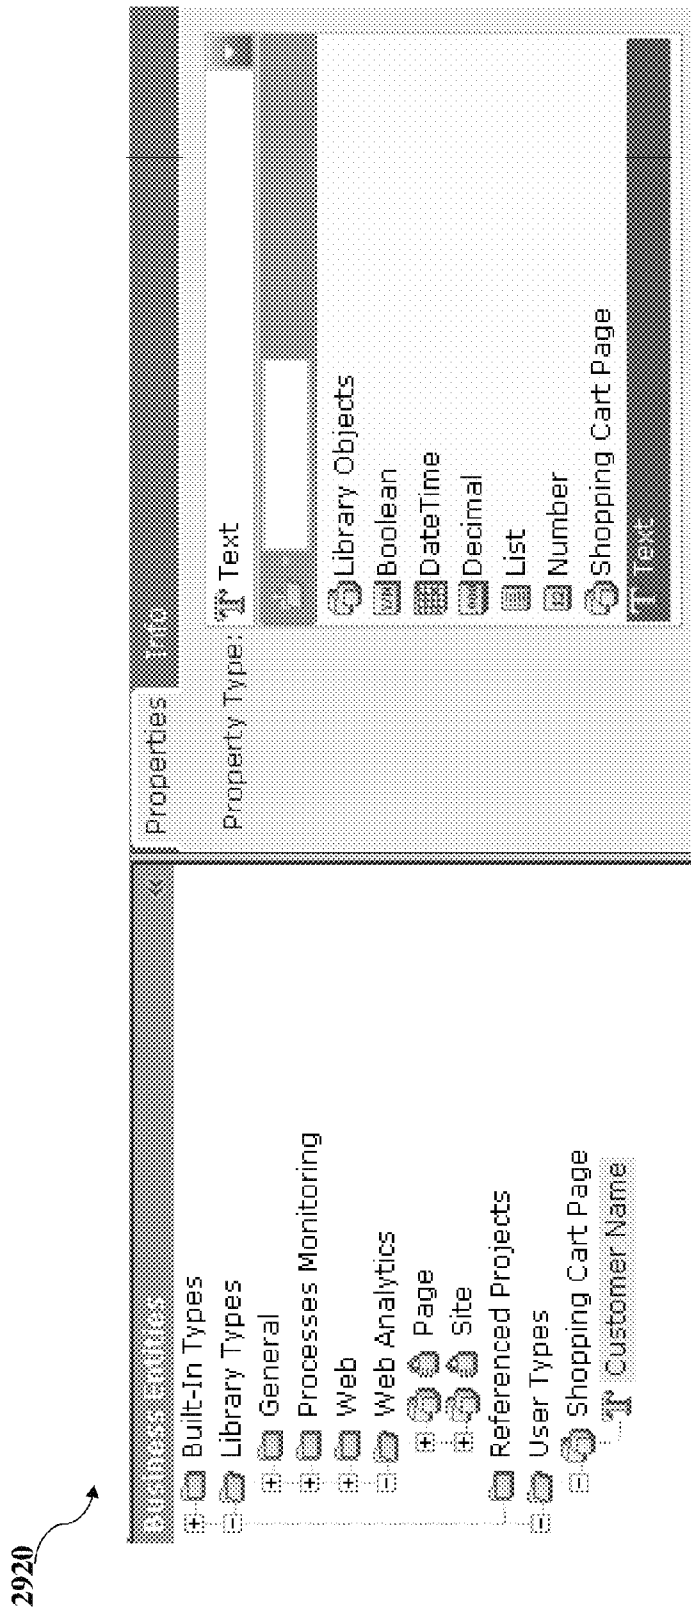 2920
Business Entities <<
Built-In Types
Library Types
General
Processes Monitoring
Web
Web Analytics
Page
Site
Referenced Projects
User Types
Shopping Cart Page
Customer Name
Properties Info
Property Type: Text
Library Objects
Boolean
DateTime
Decimal
List
Number
Shopping Cart Page
Text